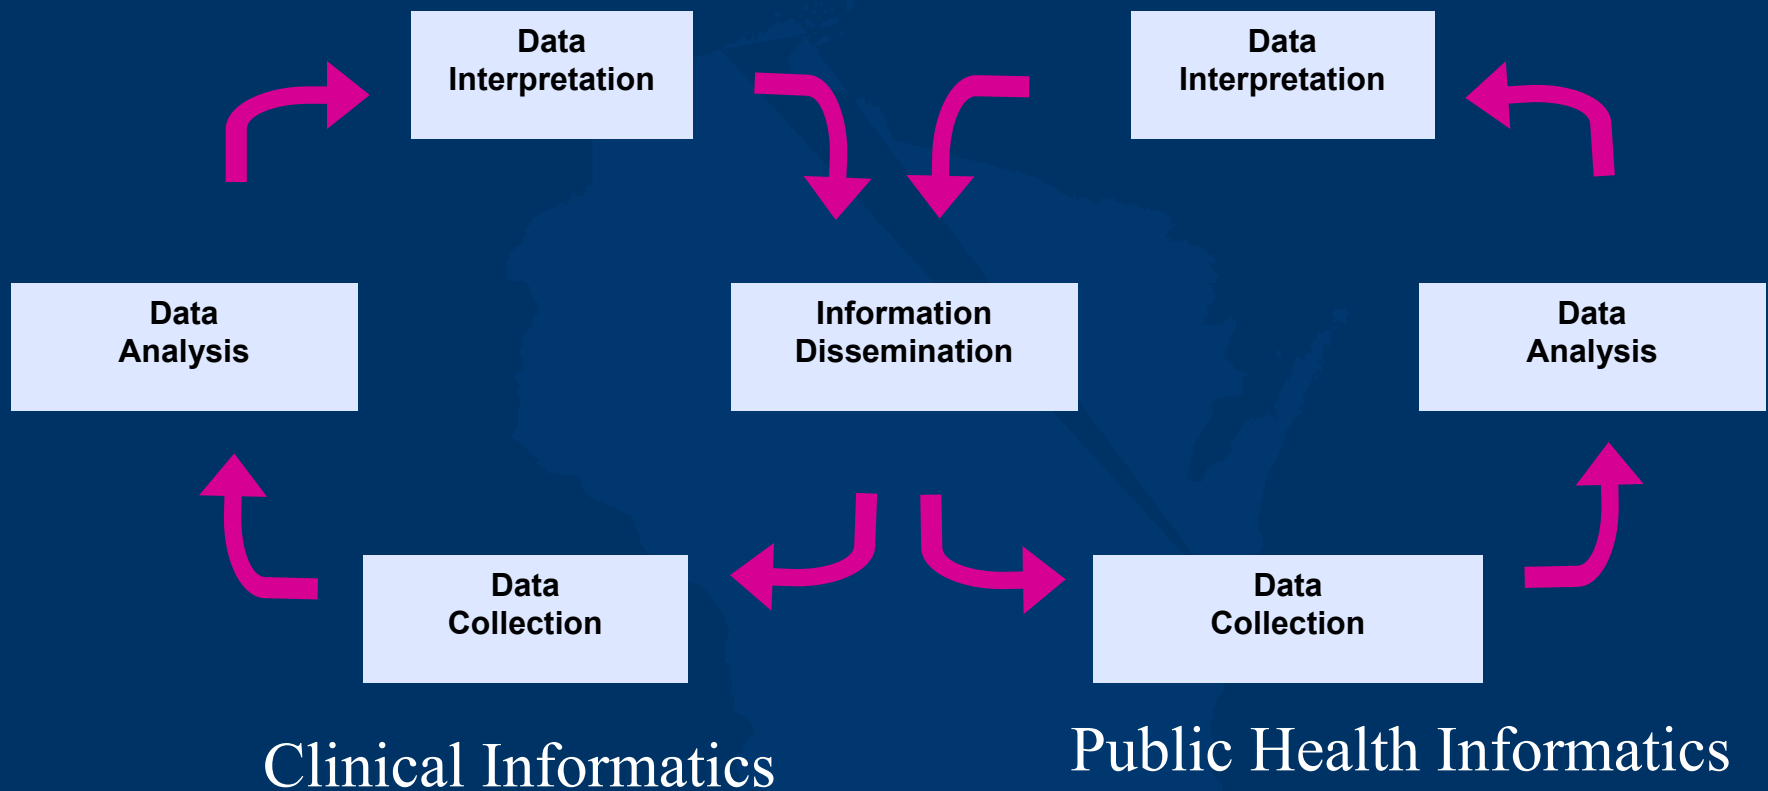 Data
Interpretation
Data
Interpretation
Data
Analysis
Information
Dissemination
Data
Analysis
Data
Collection
Data
Collection
Clinical Informatics
Public Health Informatics